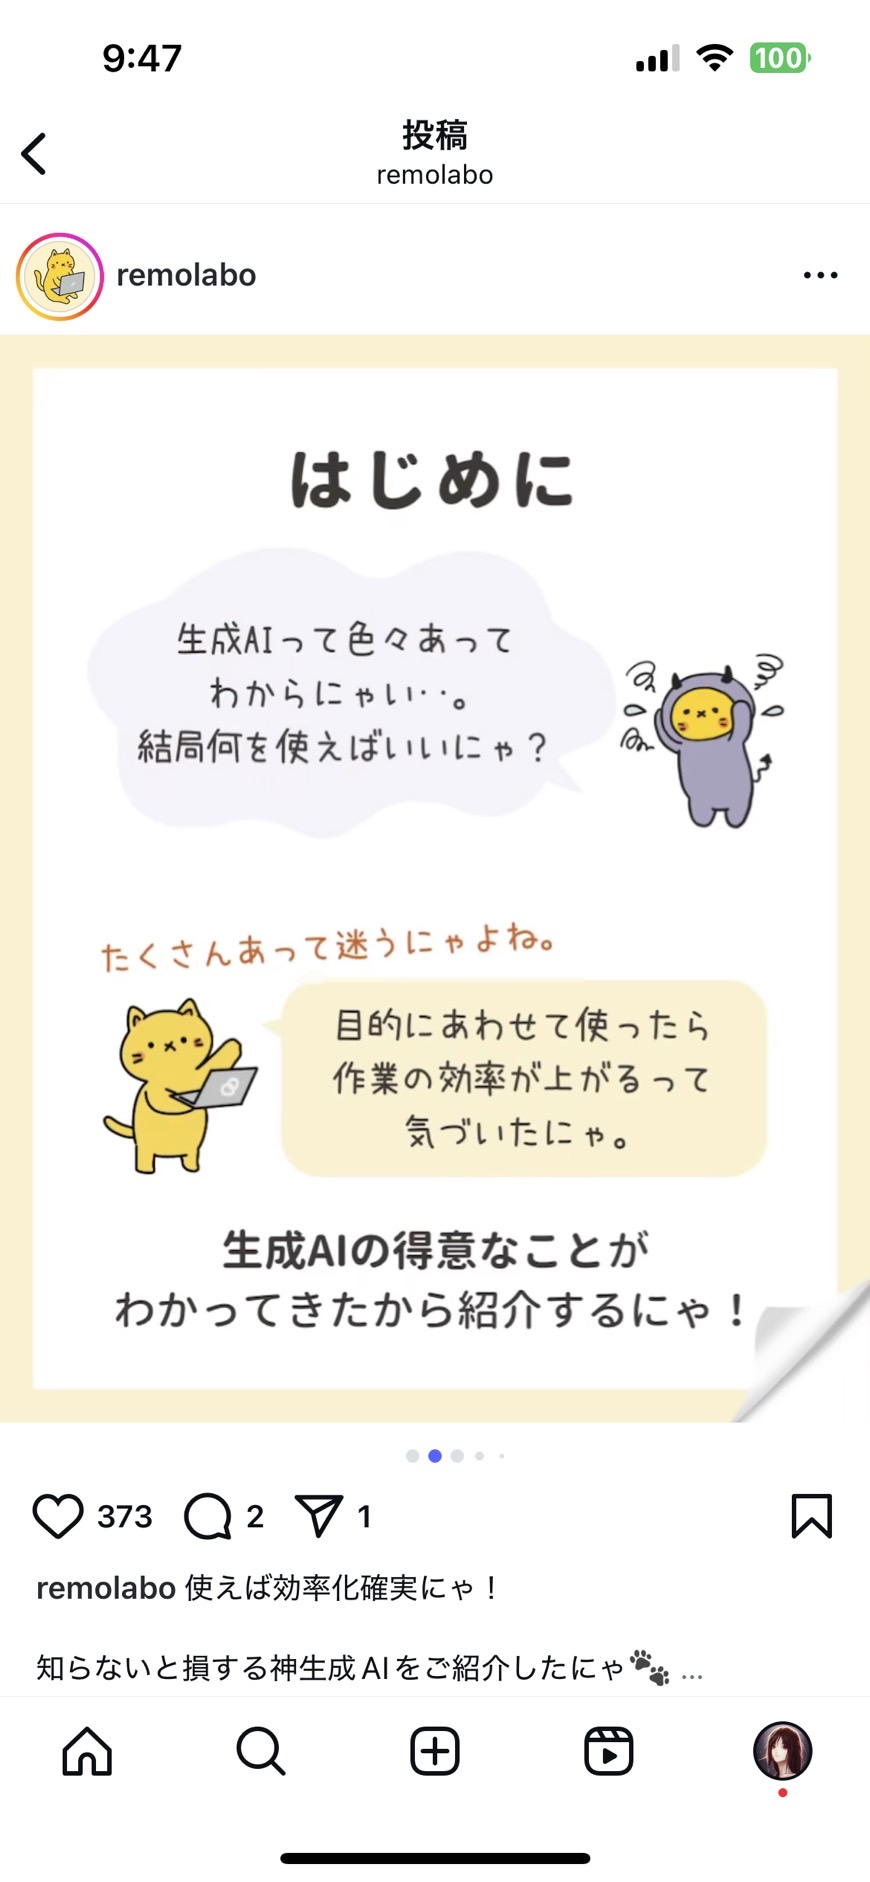 9:47
100
投稿
remolabo
remolabo
はじめに
生成AIって色々あって
わからにゃい‥。
結局何を使えばいいにゃ？
たくさんあって迷うにゃよね。
目的にあわせて使ったら
作業の効率が上がるって
気づいたにゃ。
生成AIの得意なことが
わかってきたから紹介するにゃ！
373 2 1
remolabo 使えば効率化確実にゃ！
知らないと損する神生成AIをご紹介したにゃ🐾 ...